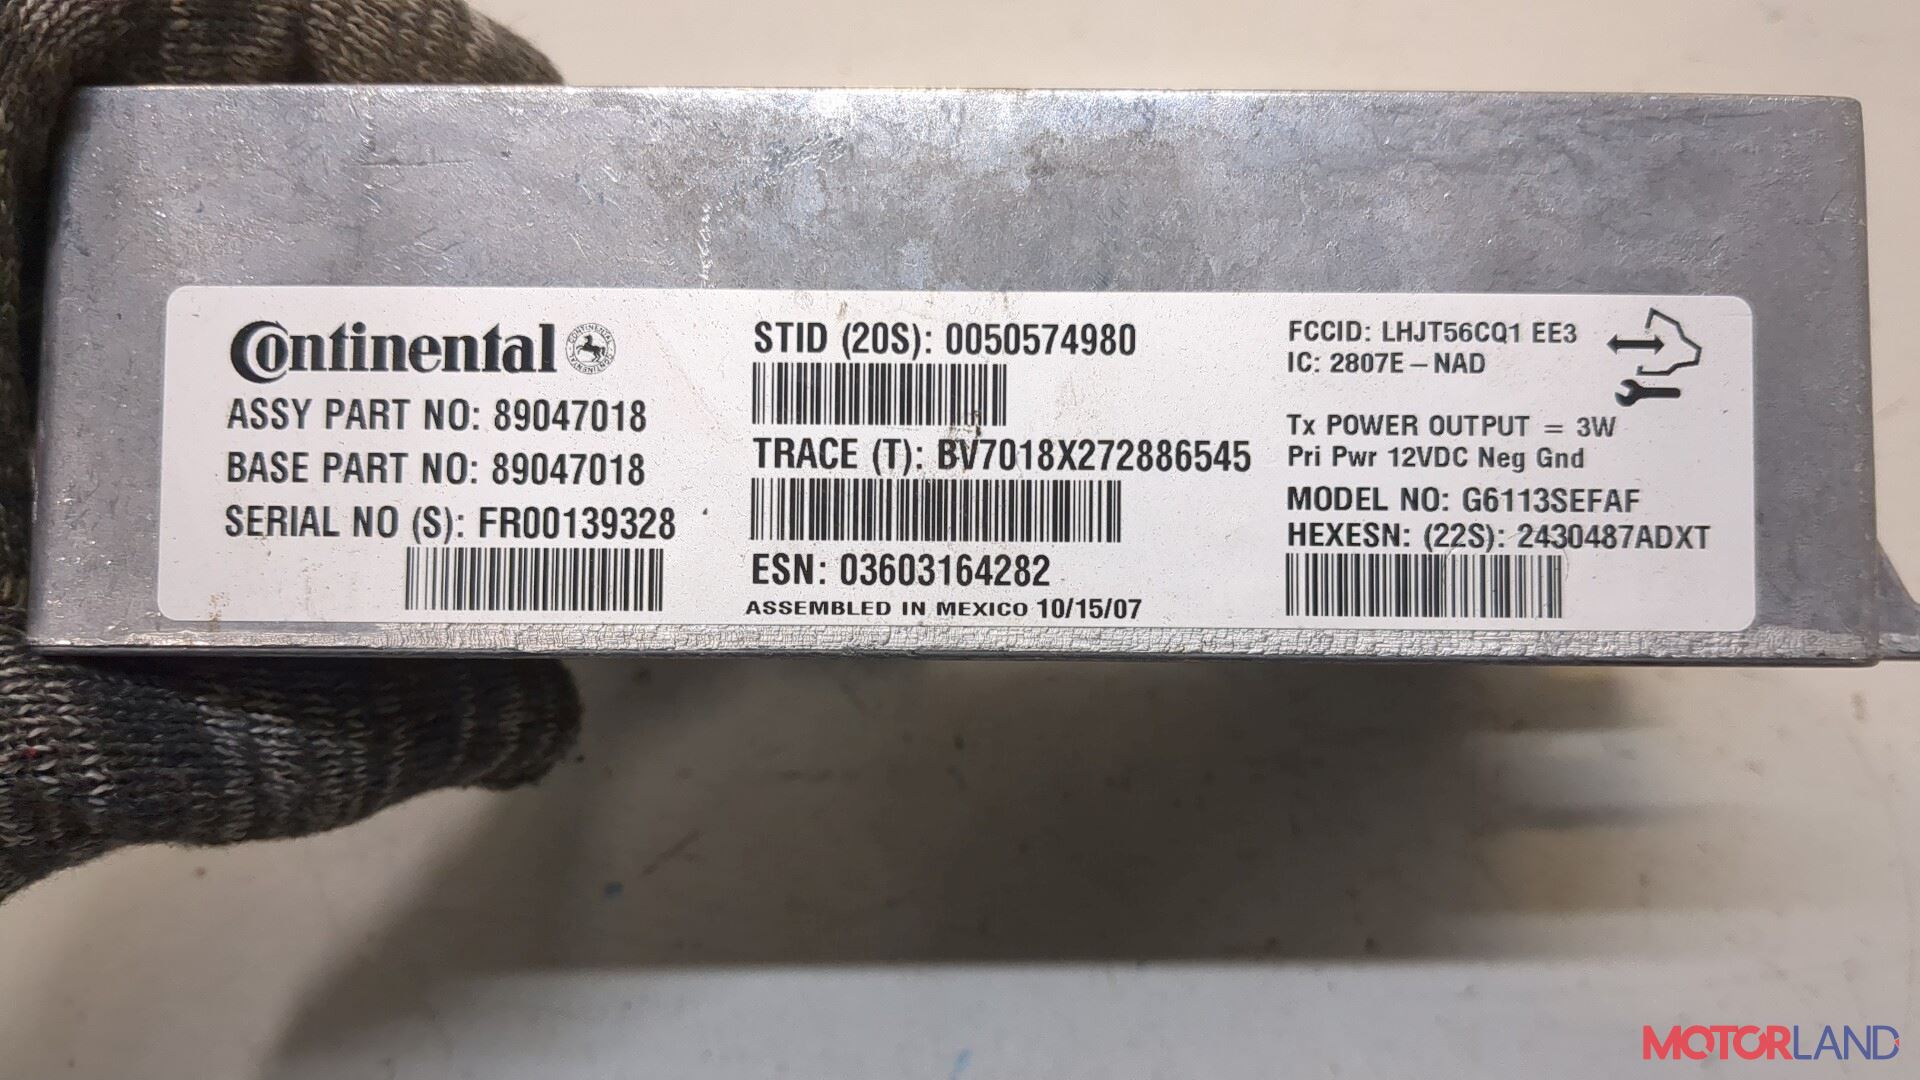 Continental
CONTINENTAL CONTINENTAL
ASSY PART NO: 89047018
BASE PART NO: 89047018
SERIAL NO (S): FR00139328
STID (20S): 0050574980
TRACE (T): BV7018X272886545
ESN: 03603164282
ASSEMBLED IN MEXICO 10/15/07
FCCID: LHJT56CQ1 EE3
IC: 2807E – NAD
Tx POWER OUTPUT = 3W
Pri Pwr 12VDC Neg Gnd
MODEL NO: G6113SEFAF
HEXESN: (22S): 2430487ADXT
MOTORLAND